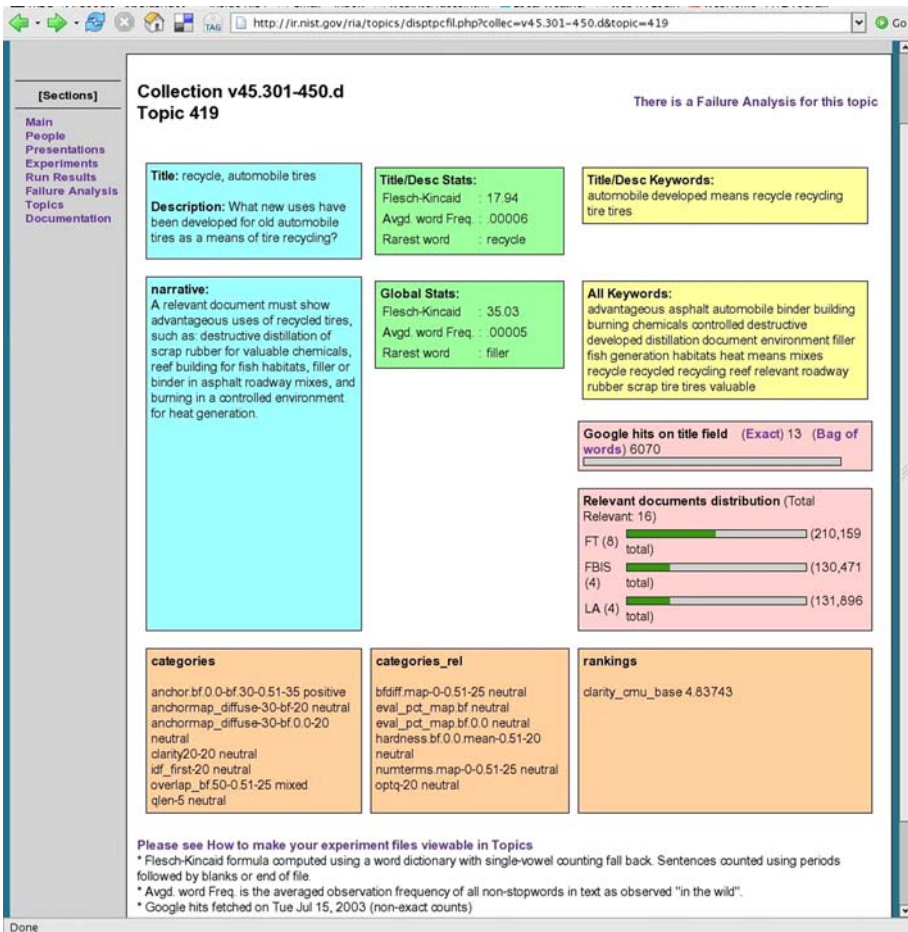 TAG
http://ir.nist.gov/ria/topics/disptpcfil.php?collec=v45.301-450.d&topic=419
Go
[Sections]
Main
People
Presentations
Experiments
Run Results
Failure Analysis
Topics
Documentation
Collection v45.301-450.d
Topic 419
There is a Failure Analysis for this topic
Title: recycle, automobile tires
Description: What new uses have
been developed for old automobile
tires as a means of tire recycling?
Title/Desc Stats:
Flesch-Kincaid : 17.94
Avgd. word Freq. : .00006
Rarest word : recycle
Title/Desc Keywords:
automobile developed means recycle recycling
tire tires
narrative:
A relevant document must show
advantageous uses of recycled tires,
such as: destructive distillation of
scrap rubber for valuable chemicals,
reef building for fish habitats, filler or
binder in asphalt roadway mixes, and
burning in a controlled environment
for heat generation.
Global Stats:
Flesch-Kincaid : 35.03
Avgd. word Freq. : .00005
Rarest word : filler
All Keywords:
advantageous asphalt automobile binder building
burning chemicals controlled destructive
developed distillation document environment filler
fish generation habitats heat means mixes
recycle recycled recycling reef relevant roadway
rubber scrap tire tires valuable
Google hits on title field (Exact) 13 (Bag of
words) 6070
Relevant documents distribution (Total
Relevant: 16)
FT (8) (210,159
total)
FBIS (130,471
(4) total)
LA (4) (131,896
total)
categories
anchor.bf.0.0-bf.30-0.51-35 positive
anchormap_diffuse-30-bf-20 neutral
anchormap_diffuse-30-bf.0.0-20
neutral
clarity20-20 neutral
idf_first-20 neutral
overlap_bf.50-0.51-25 mixed
qlen-5 neutral
categories_rel
bfdiff.map-0-0.51-25 neutral
eval_pct_map.bf neutral
eval_pct_map.bf.0.0 neutral
hardness.bf.0.0.mean-0.51-20
neutral
numterms.map-0-0.51-25 neutral
optq-20 neutral
rankings
clarity_cmu_base 4.83743
Please see How to make your experiment files viewable in Topics
* Flesch-Kincaid formula computed using a word dictionary with single-vowel counting fall back. Sentences counted using periods
followed by blanks or end of file.
* Avgd. word Freq. is the averaged observation frequency of all non-stopwords in text as observed "in the wild".
* Google hits fetched on Tue Jul 15, 2003 (non-exact counts)
Done